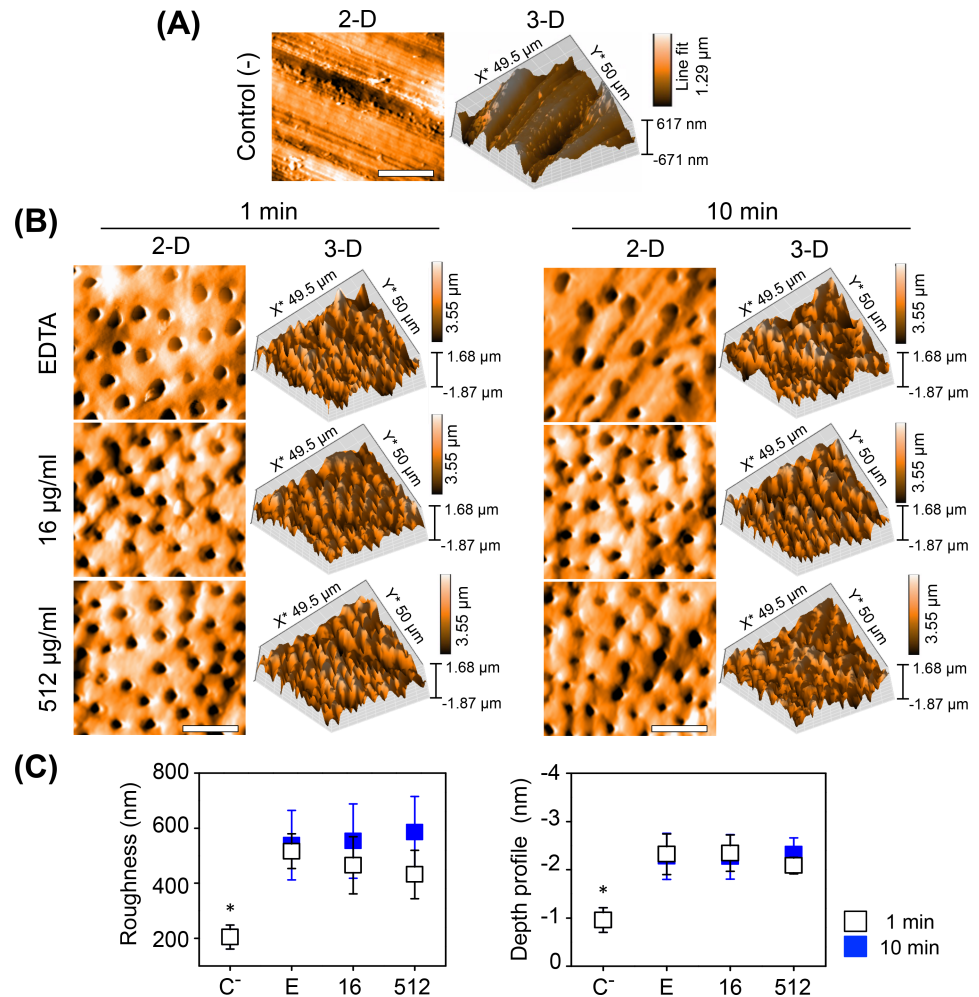 (A)
2-D
3-D
Control (-)
X* 49.5 µm
Y* 50 µm
Line fit
1.29 µm
617 nm
-671 nm
(B)
1 min
10 min
2-D
3-D
2-D
3-D
EDTA
X* 49.5 µm
Y* 50 µm
3.55 µm
1.68 µm
-1.87 µm
X* 49.5 µm
Y* 50 µm
3.55 µm
1.68 µm
-1.87 µm
16 µg/ml
X* 49.5 µm
Y* 50 µm
3.55 µm
1.68 µm
-1.87 µm
X* 49.5 µm
Y* 50 µm
3.55 µm
1.68 µm
-1.87 µm
512 µg/ml
X* 49.5 µm
Y* 50 µm
3.55 µm
1.68 µm
-1.87 µm
X* 49.5 µm
Y* 50 µm
3.55 µm
1.68 µm
-1.87 µm
(C)
Roughness (nm)
800
600
400
200
*
C⁻ E 16 512
Depth profile (nm)
-4
-3
-2
-1
0
*
C⁻ E 16 512
1 min
10 min